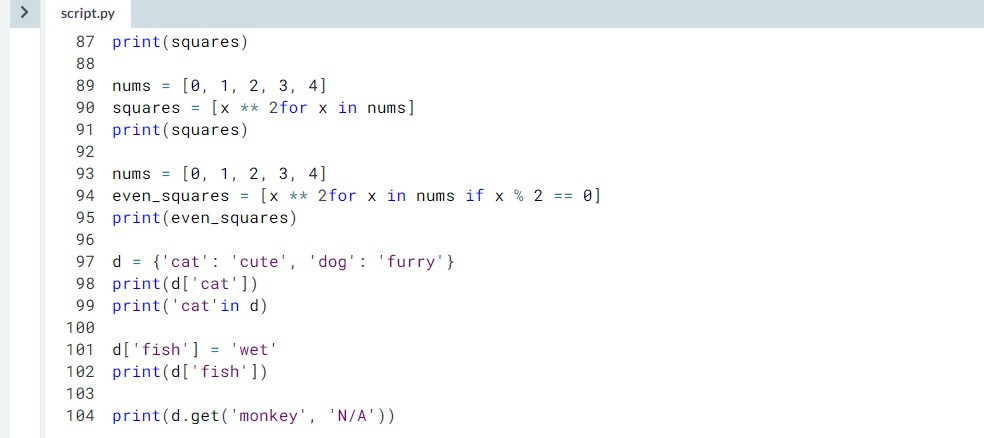 script.py
87 print(squares)
88
89 nums = [0, 1, 2, 3, 4]
90 squares = [x ** 2for x in nums]
91 print(squares)
92
93 nums = [0, 1, 2, 3, 4]
94 even_squares = [x ** 2for x in nums if x % 2 == 0]
95 print(even_squares)
96
97 d = {'cat': 'cute', 'dog': 'furry'}
98 print(d['cat'])
99 print('cat'in d)
100
101 d['fish'] = 'wet'
102 print(d['fish'])
103
104 print(d.get('monkey', 'N/A'))